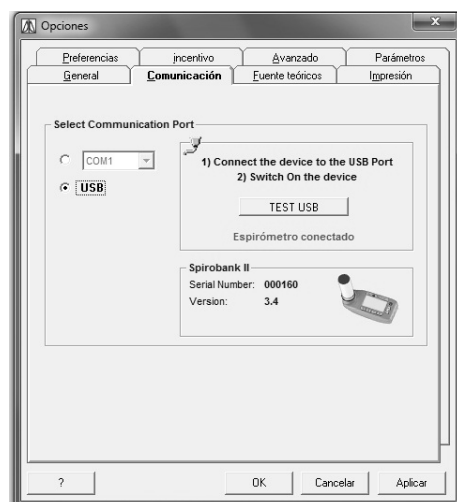 Opciones
x
Preferencias
incentivo
Avanzado
Parámetros
General
Comunicación
Fuente teóricos
Impresión
Select Communication Port
COM1
USB
1) Connect the device to the USB Port
2) Switch On the device
TEST USB
Espirómetro conectado
Spirobank II
Serial Number: 000160
Version: 3.4
?
OK
Cancelar
Aplicar